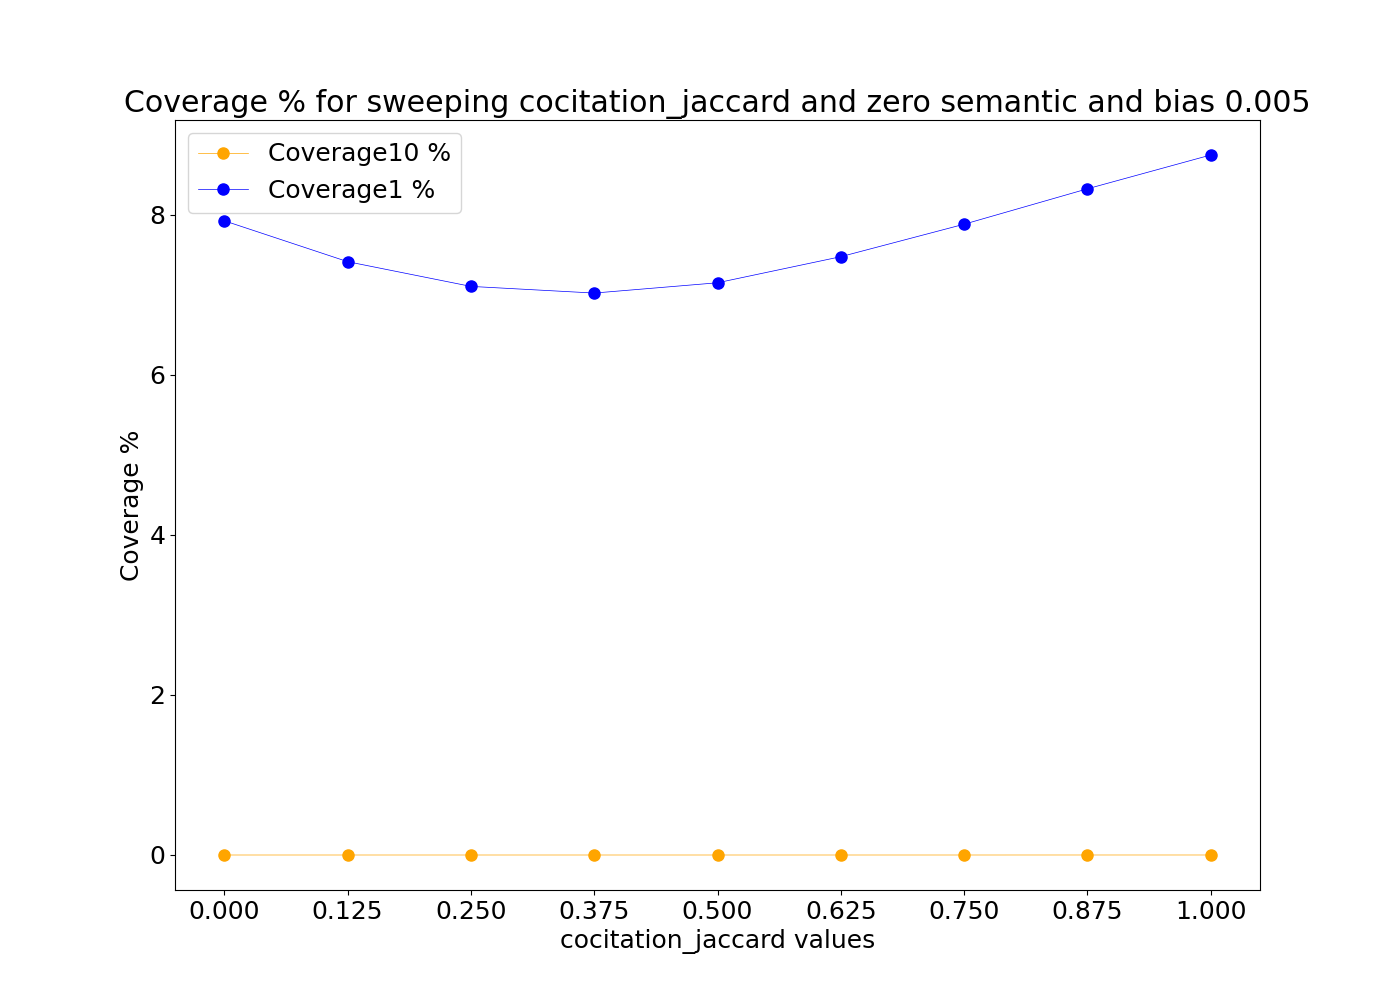 Coverage % for sweeping cocitation_jaccard and zero semantic and bias 0.005
Coverage10 %
Coverage1 %
8
6
4
2
0
Coverage %
0.000 0.125 0.250 0.375 0.500 0.625 0.750 0.875 1.000
cocitation_jaccard values